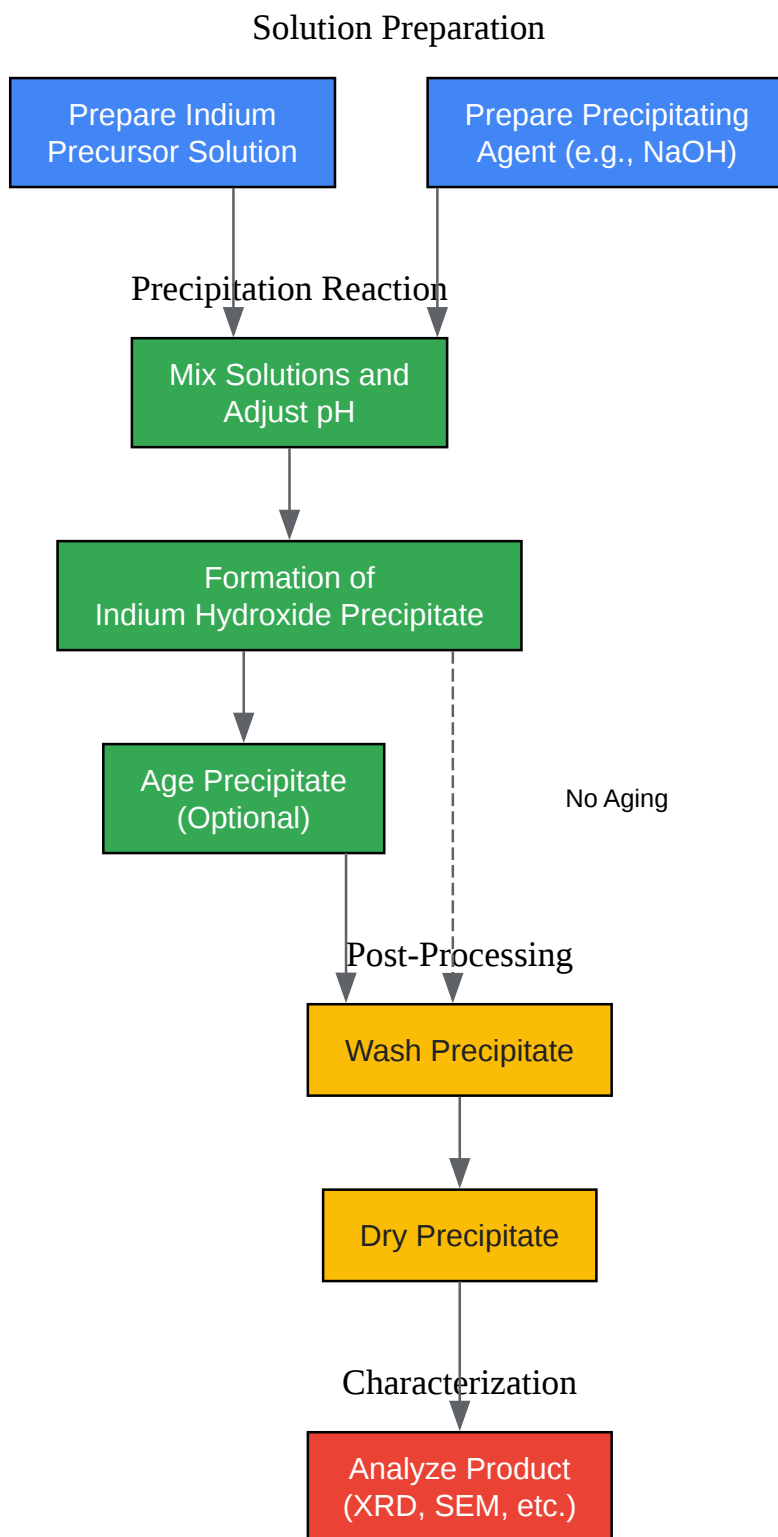 Solution Preparation
Prepare Indium
Precursor Solution
Prepare Precipitating
Agent (e.g., NaOH)
Precipitation Reaction
Mix Solutions and
Adjust pH
Formation of
Indium Hydroxide Precipitate
Age Precipitate
(Optional)
No Aging
Post-Processing
Wash Precipitate
Dry Precipitate
Characterization
Analyze Product
(XRD, SEM, etc.)